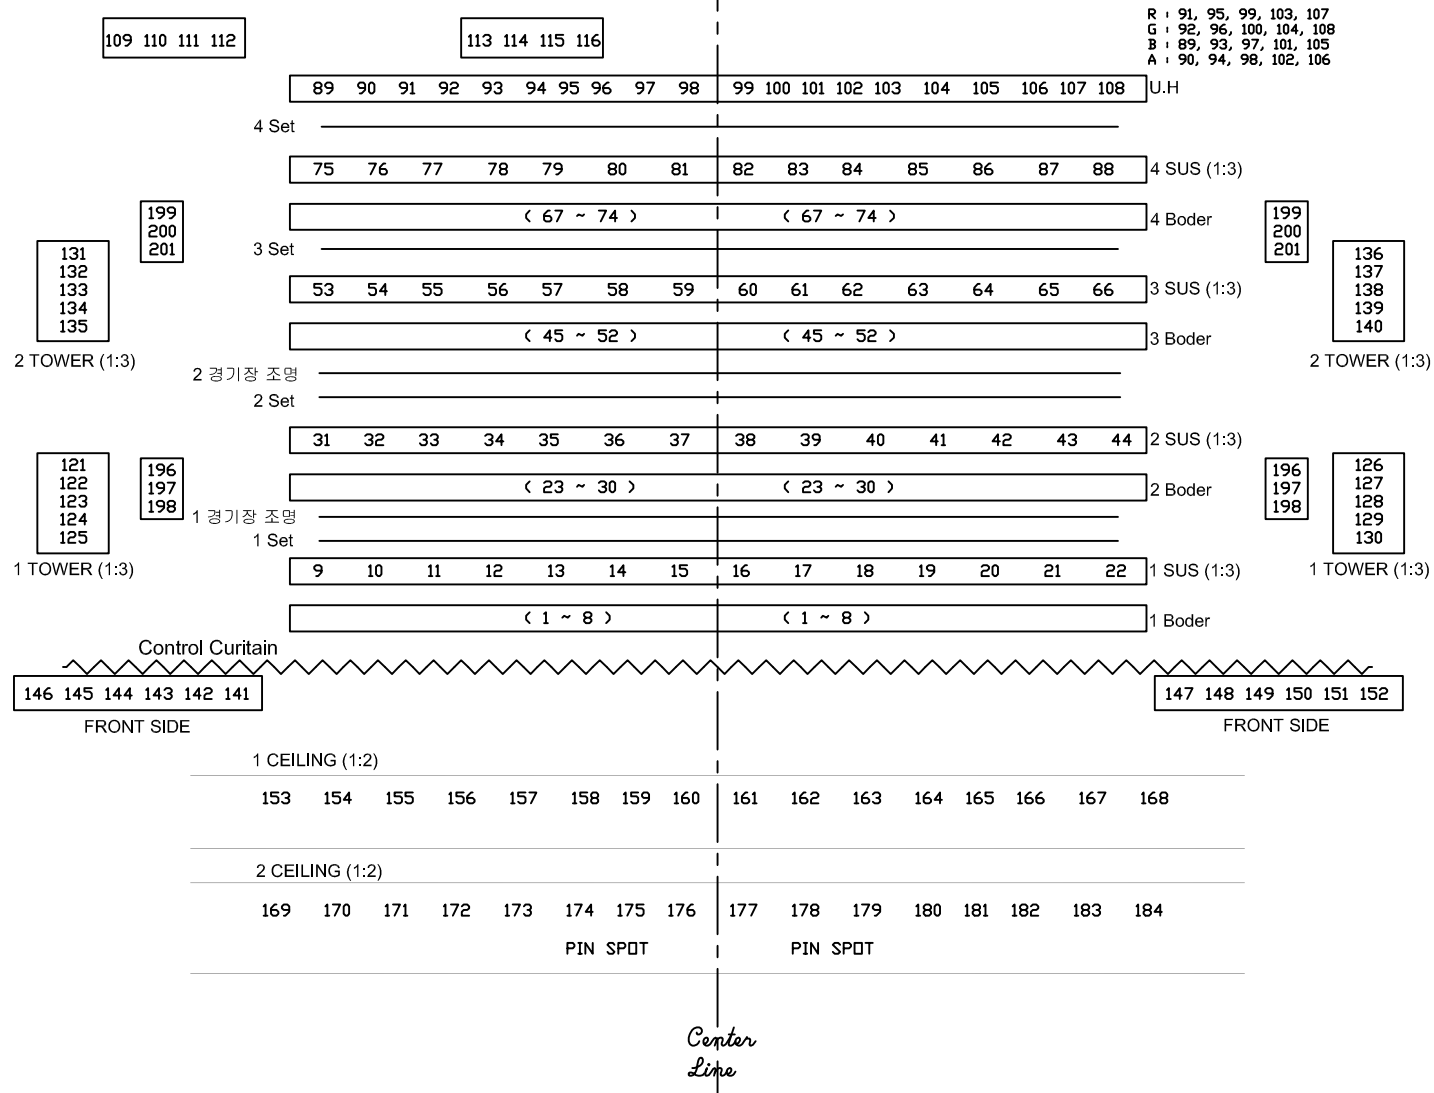 R : 91, 95, 99, 103, 107
G : 92, 96, 100, 104, 108
B : 89, 93, 97, 101, 105
A : 90, 94, 98, 102, 106
109 110 111 112
113 114 115 116
89 90 91 92 93 94 95 96 97 98 99 100 101 102 103 104 105 106 107 108 U.H
4 Set
75 76 77 78 79 80 81 82 83 84 85 86 87 88 4 SUS (1:3)
( 67 ~ 74 ) ( 67 ~ 74 ) 4 Boder
199
200
201
199
200
201
3 Set
131
132
133
134
135
2 TOWER (1:3)
136
137
138
139
140
2 TOWER (1:3)
53 54 55 56 57 58 59 60 61 62 63 64 65 66 3 SUS (1:3)
( 45 ~ 52 ) ( 45 ~ 52 ) 3 Boder
2 경기장 조명
2 Set
31 32 33 34 35 36 37 38 39 40 41 42 43 44 2 SUS (1:3)
( 23 ~ 30 ) ( 23 ~ 30 ) 2 Boder
121
122
123
124
125
1 TOWER (1:3)
196
197
198
196
197
198
126
127
128
129
130
1 TOWER (1:3)
1 경기장 조명
1 Set
9 10 11 12 13 14 15 16 17 18 19 20 21 22 1 SUS (1:3)
( 1 ~ 8 ) ( 1 ~ 8 ) 1 Boder
Control Curitain
146 145 144 143 142 141
FRONT SIDE
147 148 149 150 151 152
FRONT SIDE
1 CEILING (1:2)
153 154 155 156 157 158 159 160 161 162 163 164 165 166 167 168
2 CEILING (1:2)
169 170 171 172 173 174 175 176 177 178 179 180 181 182 183 184
PIN SPOT PIN SPOT
Center
Line